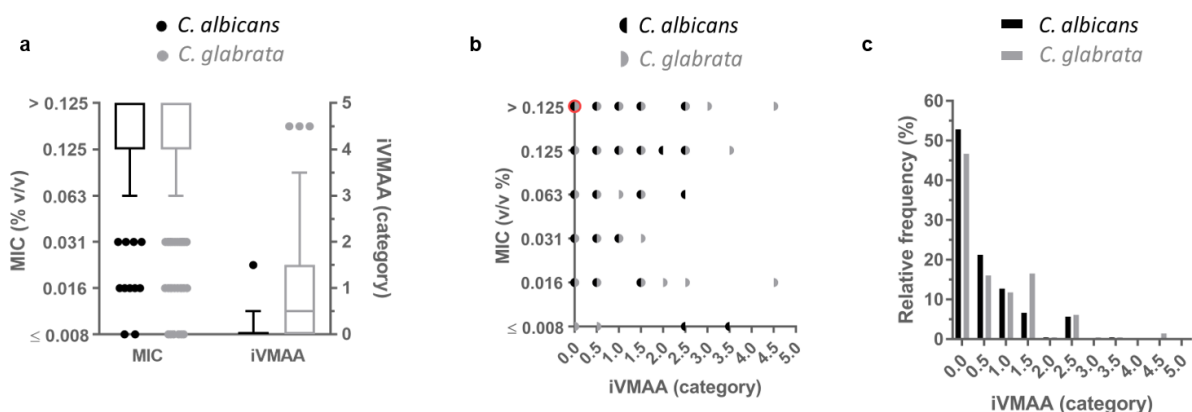 a
C. albicans
C. glabrata
MIC (% v/v)
> 0.125
0.125
0.063
0.031
0.016
≤ 0.008
5
4
3
2
1
0
iVMAA (category)
MIC
iVMAA
b
C. albicans
C. glabrata
MIC (v/v %)
> 0.125
0.125
0.063
0.031
0.016
≤ 0.008
0.0 0.5 1.0 1.5 2.0 2.5 3.0 3.5 4.0 4.5 5.0
iVMAA (category)
c
C. albicans
C. glabrata
Relative frequency (%)
60
50
40
30
20
10
0
0.0 0.5 1.0 1.5 2.0 2.5 3.0 3.5 4.0 4.5 5.0
iVMAA (category)